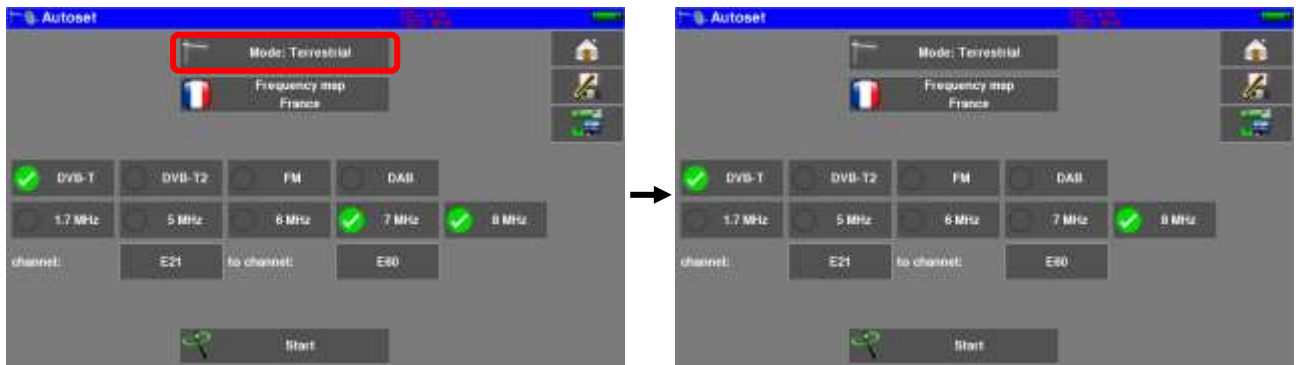 Autoset
Mode: Terrestrial
Frequency map
France
DVB-T DVB-T2 FM DAB
1.7 MHz 5 MHz 6 MHz 7 MHz 8 MHz
channel: E21 to channel: E60
Start
Autoset
Mode: Terrestrial
Frequency map
France
DVB-T DVB-T2 FM DAB
1.7 MHz 5 MHz 6 MHz 7 MHz 8 MHz
channel: E21 to channel: E60
Start